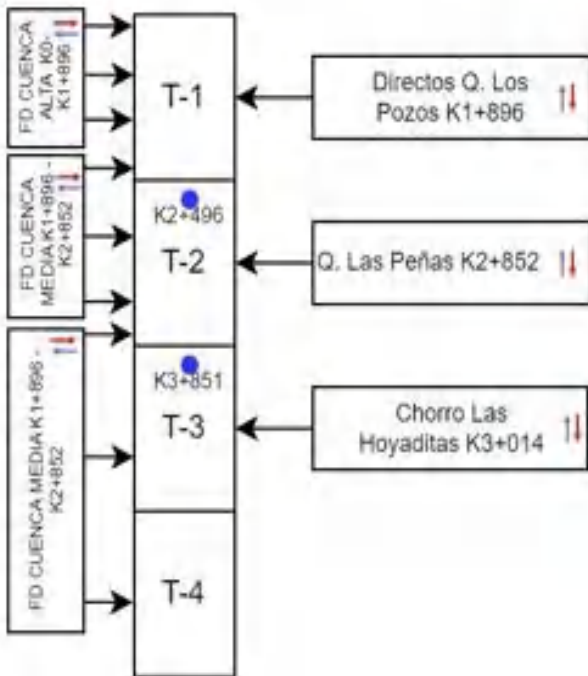 FD CUENCA
ALTA K0-
K1+896
T-1
Directos Q. Los
Pozos K1+896
FD CUENCA
MEDIA K1+896 -
K2+852
K2+496
T-2
Q. Las Peñas K2+852
FD CUENCA MEDIA K1+896 -
K2+852
K3+851
T-3
Chorro Las
Hoyaditas K3+014
T-4